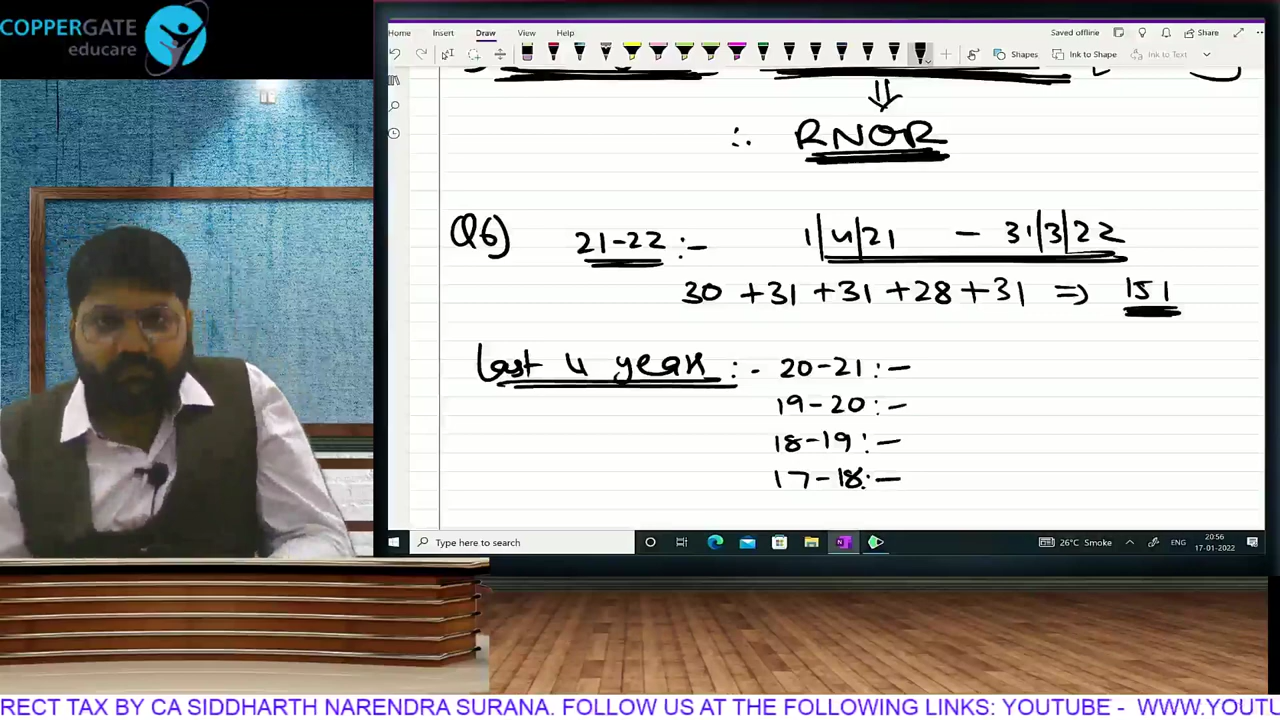 COPPERGATE
educare
Home Insert Draw View Help
Saved offline Share
Shapes Ink to Shape Ink to Text
∴ RNOR
Q6) 21-22 :- 1/4/21 - 31/3/22
30 +31 +31 +28 +31 => 151
Last 4 year :- 20-21 :-
19-20 :-
18-19 :-
17-18 :-
Type here to search
26°C Smoke
ENG
20:56
17-01-2022
RECT TAX BY CA SIDDHARTH NARENDRA SURANA. FOLLOW US AT THE FOLLOWING LINKS: YOUTUBE - WWW.YOUTU